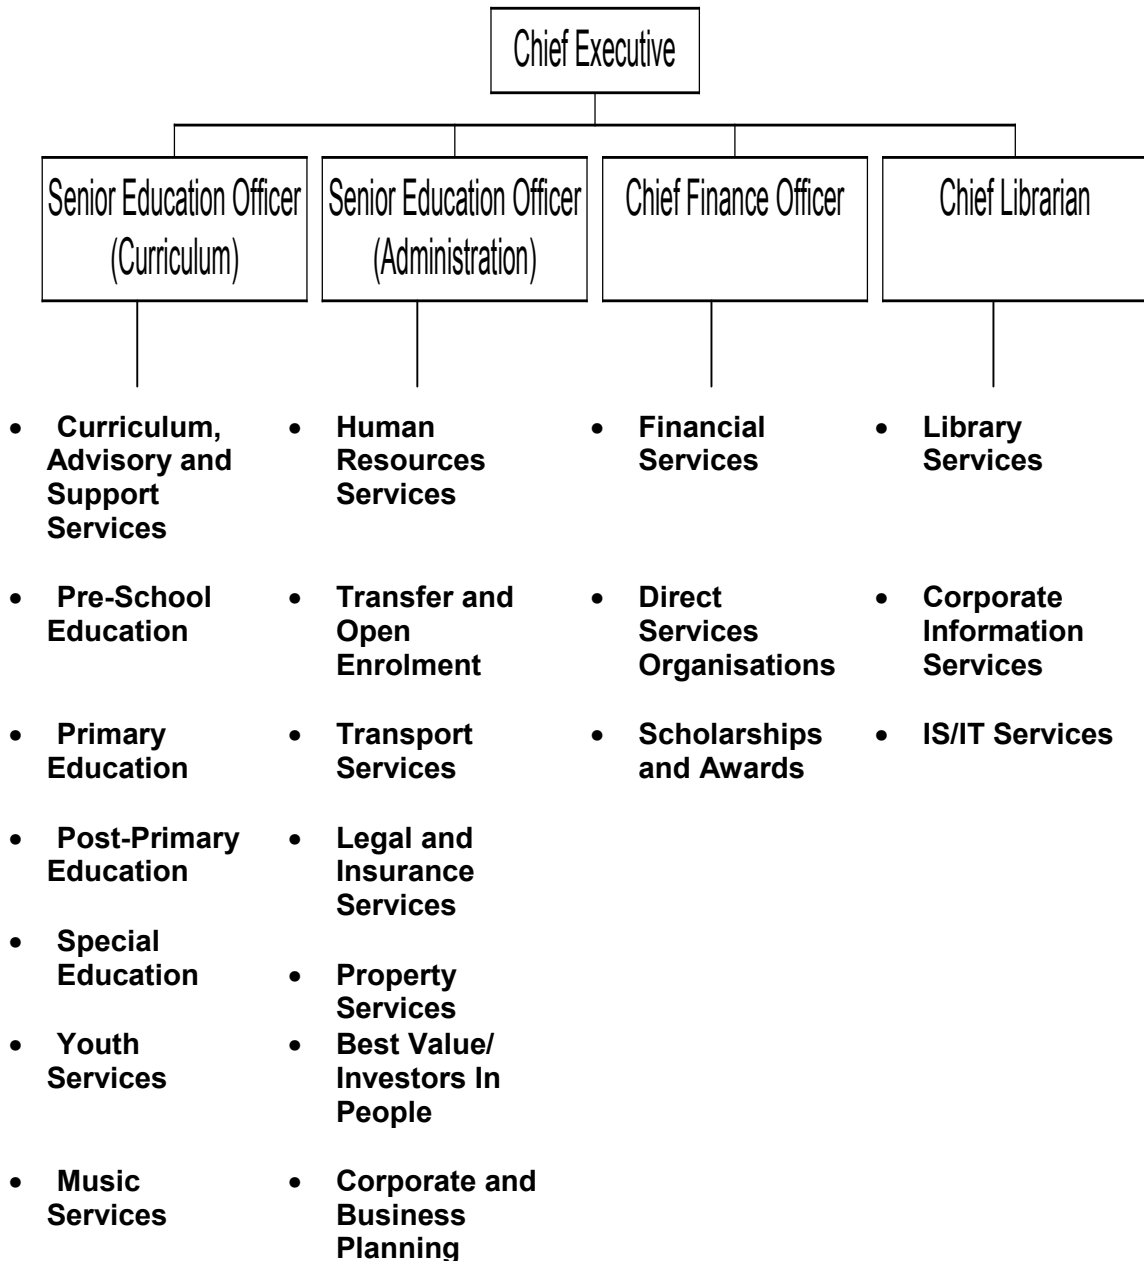 Chief Executive
Senior Education Officer
(Curriculum)
Senior Education Officer
(Administration)
Chief Finance Officer
Chief Librarian
• Curriculum,
Advisory and
Support
Services
• Pre-School
Education
• Primary
Education
• Post-Primary
Education
• Special
Education
• Youth
Services
• Music
Services
• Human
Resources
Services
• Transfer and
Open
Enrolment
• Transport
Services
• Legal and
Insurance
Services
• Property
Services
• Best Value/
Investors In
People
• Corporate and
Business
Planning
• Financial
Services
• Direct
Services
Organisations
• Scholarships
and Awards
• Library
Services
• Corporate
Information
Services
• IS/IT Services